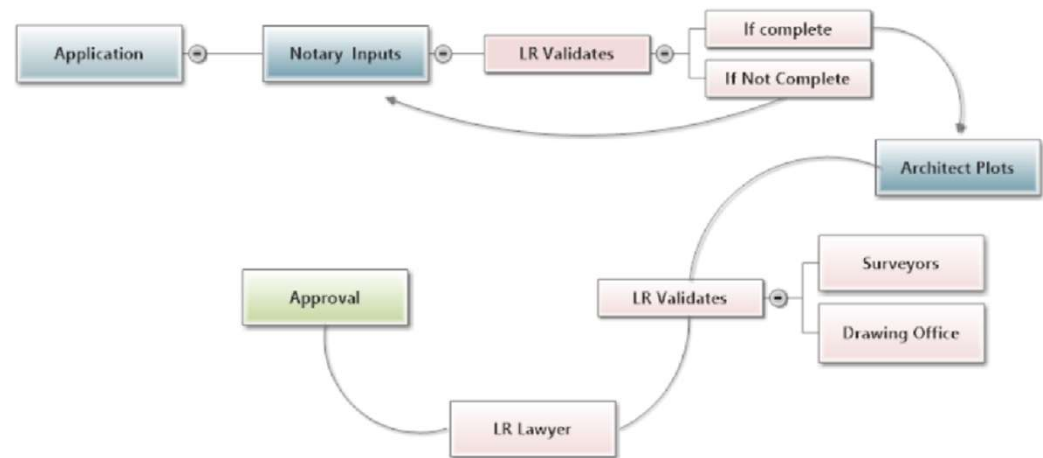 Application
Notary Inputs
LR Validates
If complete
If Not Complete
Architect Plots
Surveyors
LR Validates
Drawing Office
Approval
LR Lawyer